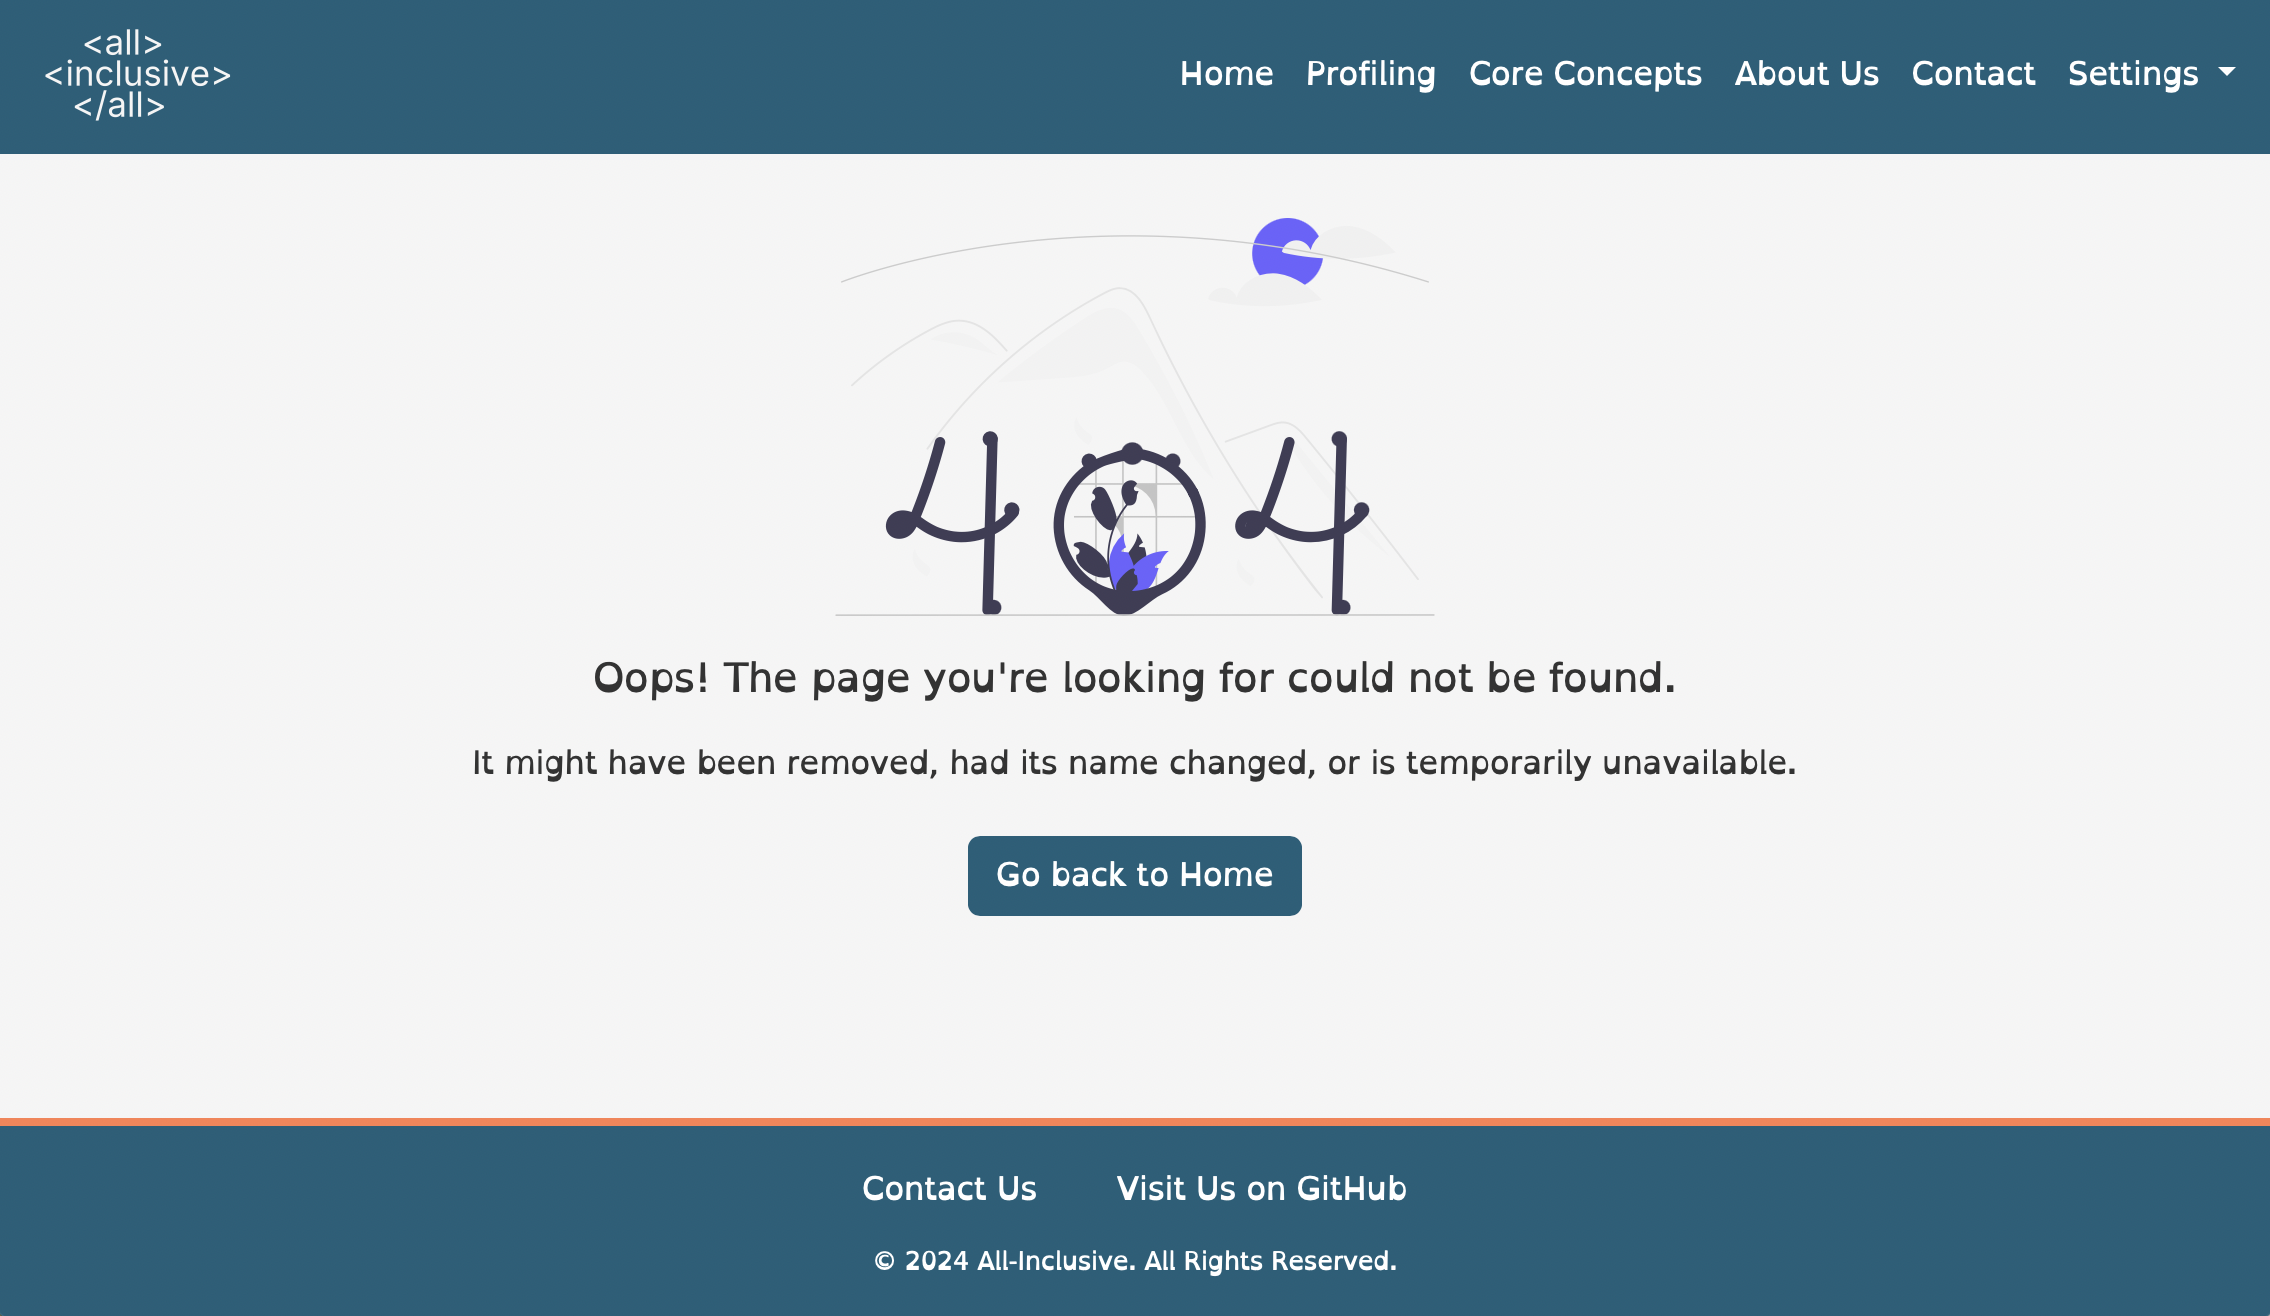 <all>
<inclusive>
</all>
Home Profiling Core Concepts About Us Contact Settings
404
Oops! The page you're looking for could not be found.
It might have been removed, had its name changed, or is temporarily unavailable.
Go back to Home
Contact Us Visit Us on GitHub
© 2024 All-Inclusive. All Rights Reserved.